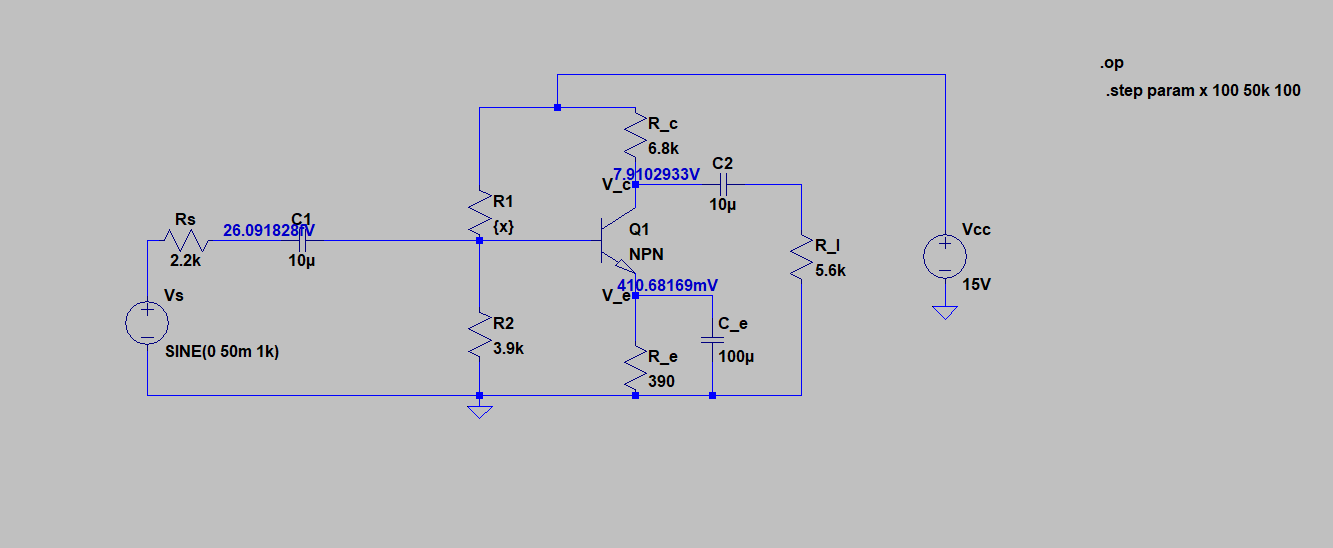 .op
.step param x 100 50k 100
R_c
6.8k
C2
7.9102933V
V_c
10µ
R1
{x}
Rs
C1
26.091828fV
2.2k
10µ
Q1
NPN
Vcc
R_l
5.6k
15V
410.68169mV
V_e
Vs
SINE(0 50m 1k)
R2
3.9k
C_e
100µ
R_e
390